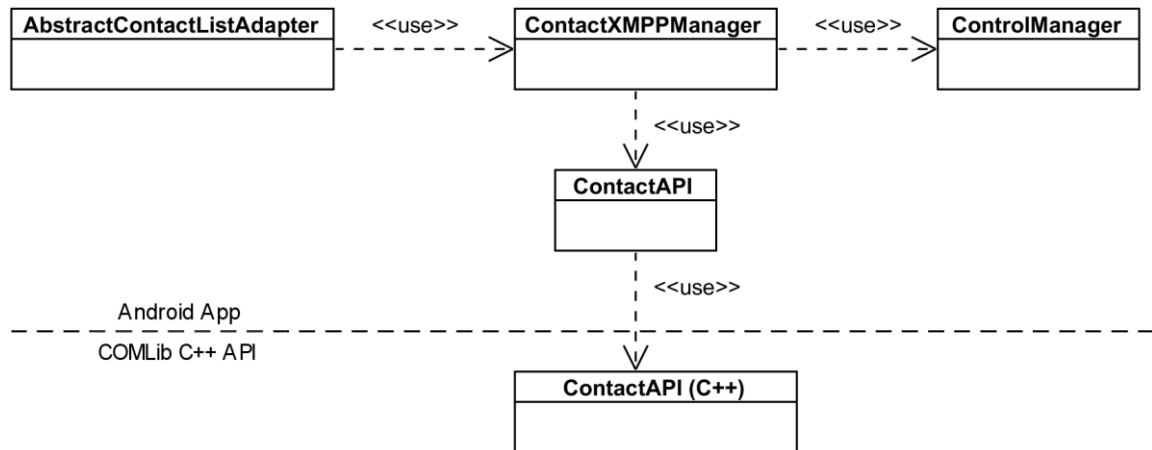 AbstractContactListAdapter
<<use>>
ContactXMPPManager
<<use>>
ControlManager
<<use>>
ContactAPI
<<use>>
Android App
COMLib C++ API
ContactAPI (C++)